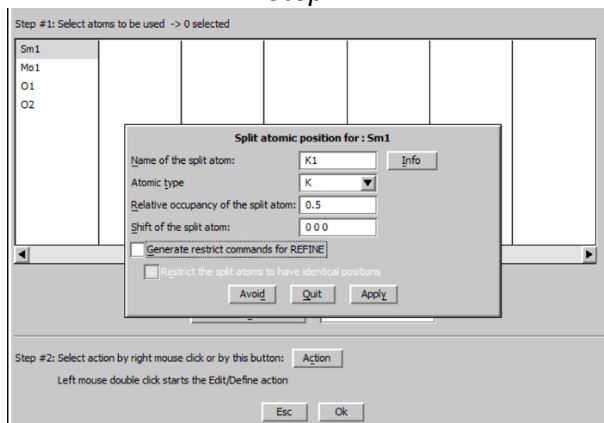 Step #1: Select atoms to be used -> 0 selected
Sm1
Mo1
O1
O2
Split atomic position for : Sm1
Name of the split atom: K1 Info
Atomic type K
Relative occupancy of the split atom: 0.5
Shift of the split atom: 0 0 0
Generate restrict commands for REFINE
Restrict the split atoms to have identical positions
Avoid Quit Apply
Step #2: Select action by right mouse click or by this button: Action
Left mouse double click starts the Edit/Define action
Esc Ok